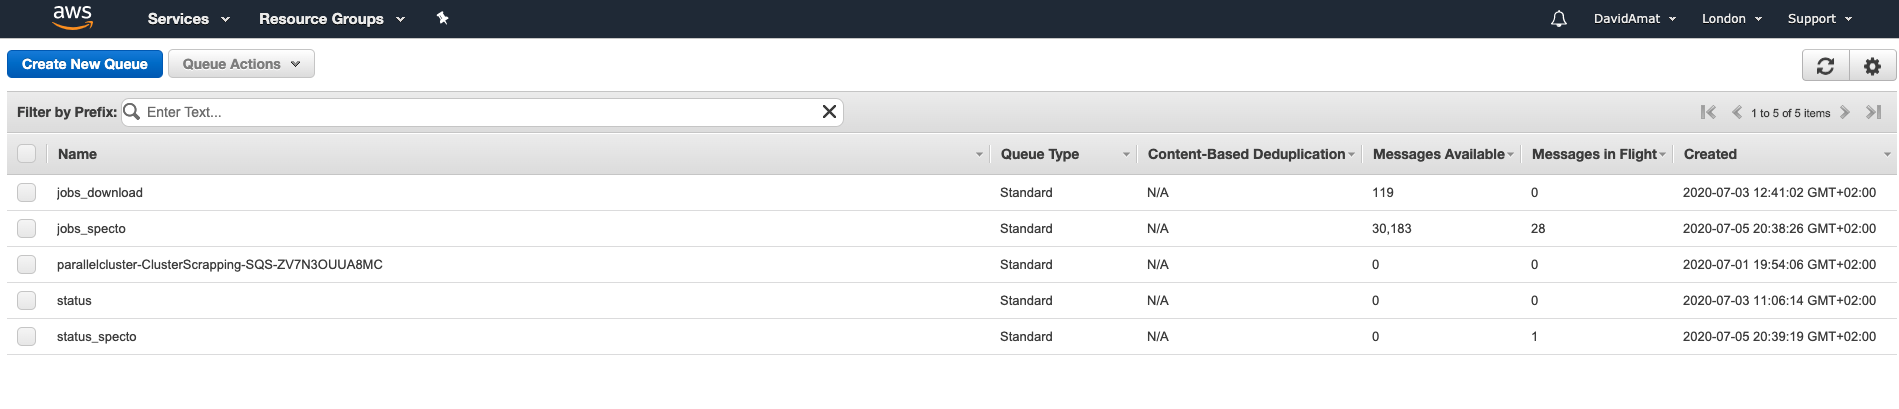 aws Services Resource Groups DavidAmat London Support
Create New Queue Queue Actions
Filter by Prefix: Enter Text... 1 to 5 of 5 items
Name Queue Type Content-Based Deduplication Messages Available Messages in Flight Created
jobs_download Standard N/A 119 0 2020-07-03 12:41:02 GMT+02:00
jobs_specto Standard N/A 30,183 28 2020-07-05 20:38:26 GMT+02:00
parallelcluster-ClusterScrapping-SQS-ZV7N3OUUA8MC Standard N/A 0 0 2020-07-01 19:54:06 GMT+02:00
status Standard N/A 0 0 2020-07-03 11:06:14 GMT+02:00
status_specto Standard N/A 0 1 2020-07-05 20:39:19 GMT+02:00